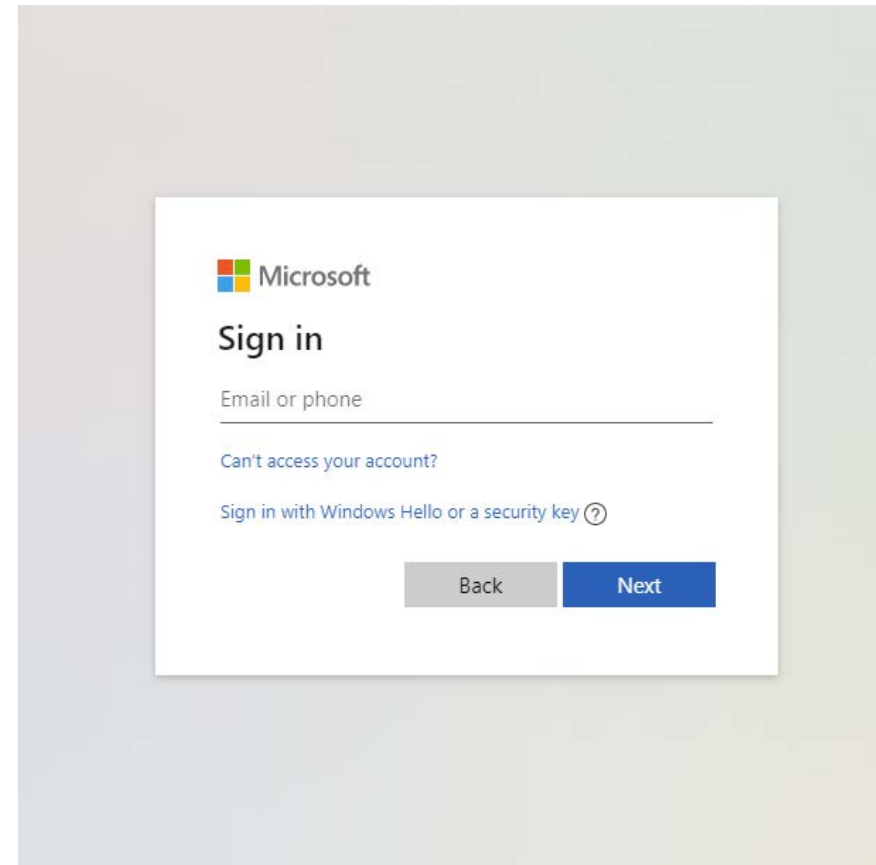 Microsoft
Sign in
Email or phone
Can't access your account?
Sign in with Windows Hello or a security key
Back Next